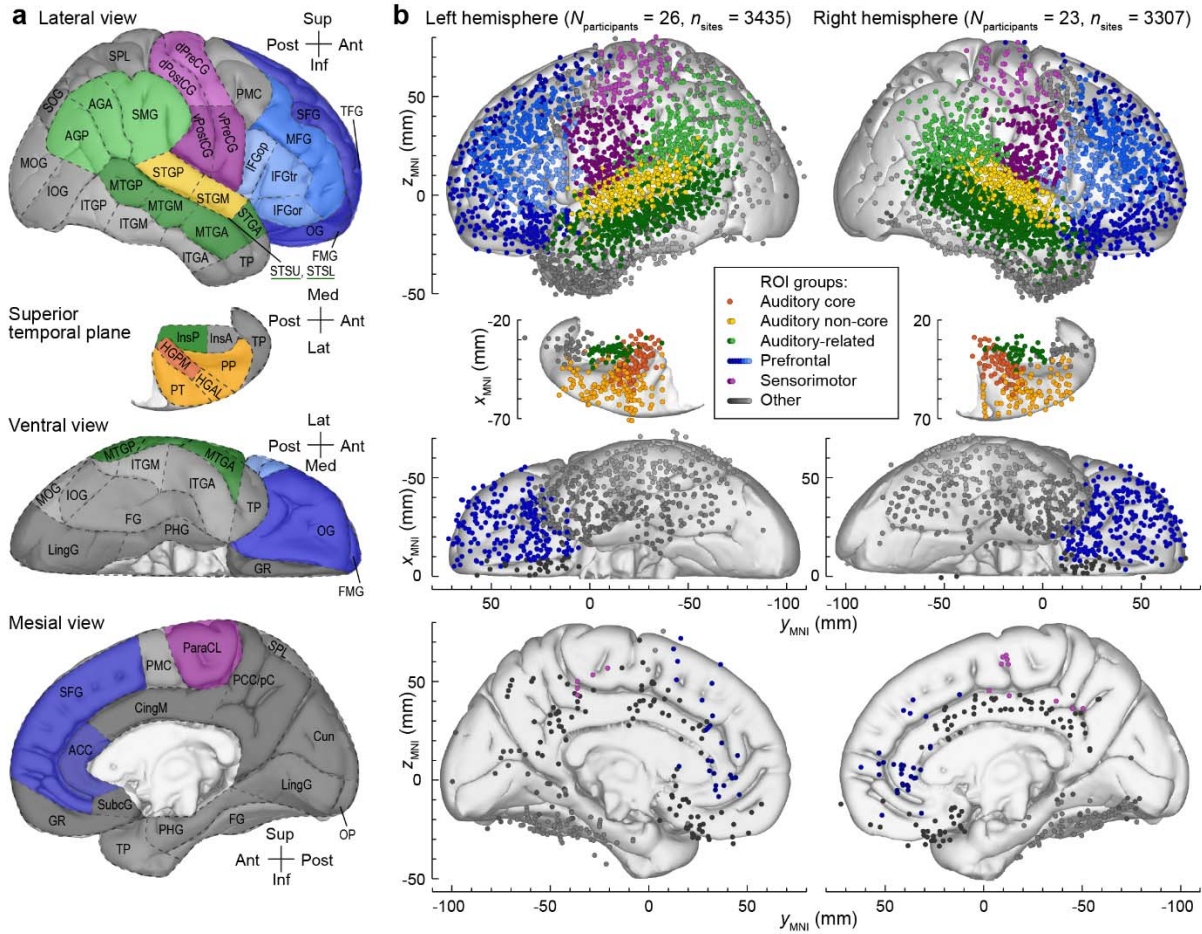 a
Lateral view
Sup
Post
Ant
Inf
SPL
dPreCG
dPostCG
PMC
SOG
AGA
SMG
vPostCG
vPreCG
SFG
TFG
AGP
MFG
IFGop
MOG
STGP
IFGtr
IOG
MTGP
STGM
ITGP
MTGM
IFGor
ITGM
MTGA
STGA
OG
ITGA
TP
FMG
STSU, STSL
Superior
temporal plane
Med
Post
Ant
Lat
InsP
InsA
TP
HGPM
PP
PT
HGAL
Ventral view
Lat
Post
Ant
Med
MTGP
MTGA
ITGM
MOG
IOG
ITGA
TP
FG
PHG
OG
LingG
GR
FMG
Mesial view
PMC
ParaCL
SPL
SFG
PCC/pC
CingM
ACC
Cun
SubcG
LingG
GR
PHG
FG
OP
TP
Sup
Ant
Post
Inf
b
Left hemisphere (Nparticipants = 26, nsites = 3435)
Right hemisphere (Nparticipants = 23, nsites = 3307)
zMNI (mm)
50
0
-50
ROI groups:
Auditory core
Auditory non-core
Auditory-related
Prefrontal
Sensorimotor
Other
xMNI (mm)
-20
-70
20
70
xMNI (mm)
-50
0
50
0
50
0
-50
-100
yMNI (mm)
-100
-50
0
50
zMNI (mm)
50
0
-50
-100
-50
0
50
yMNI (mm)
50
0
-50
-100